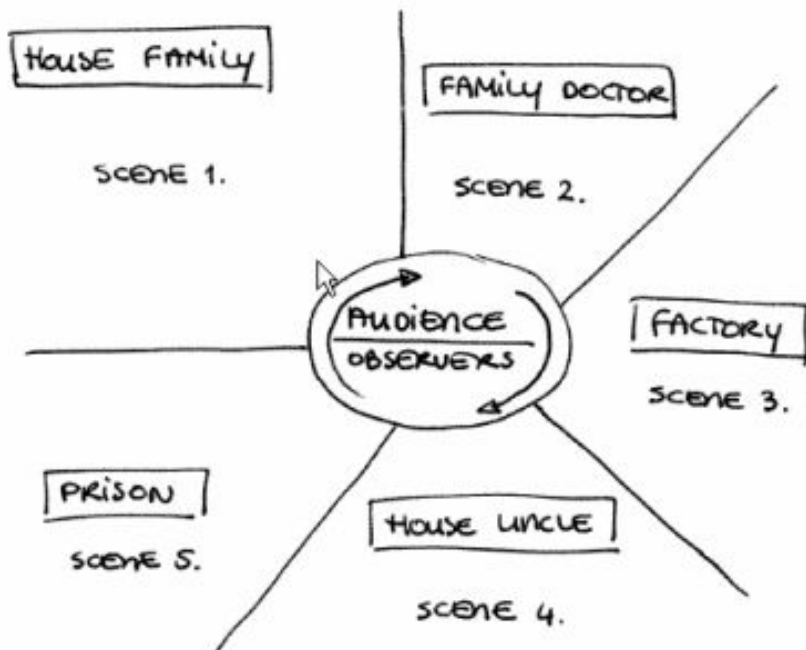 HOUSE FAMILY
SCENE 1.
FAMILY DOCTOR
SCENE 2.
FACTORY
SCENE 3.
HOUSE UNCLE
SCENE 4.
PRISON
SCENE 5.
AUDIENCE
OBSERVERS